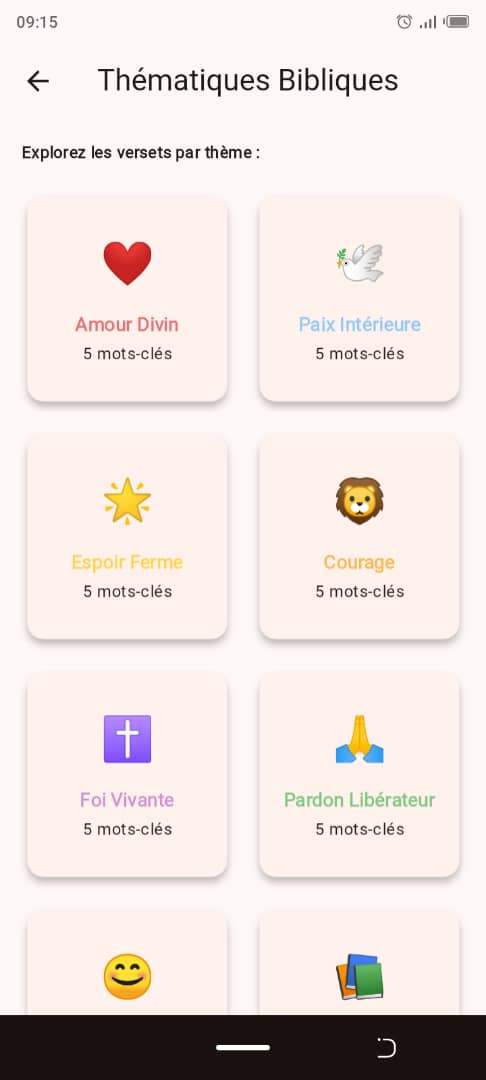 09:15
Thématiques Bibliques
Explorez les versets par thème :
Amour Divin
5 mots-clés
Paix Intérieure
5 mots-clés
Espoir Ferme
5 mots-clés
Courage
5 mots-clés
Foi Vivante
5 mots-clés
Pardon Libérateur
5 mots-clés